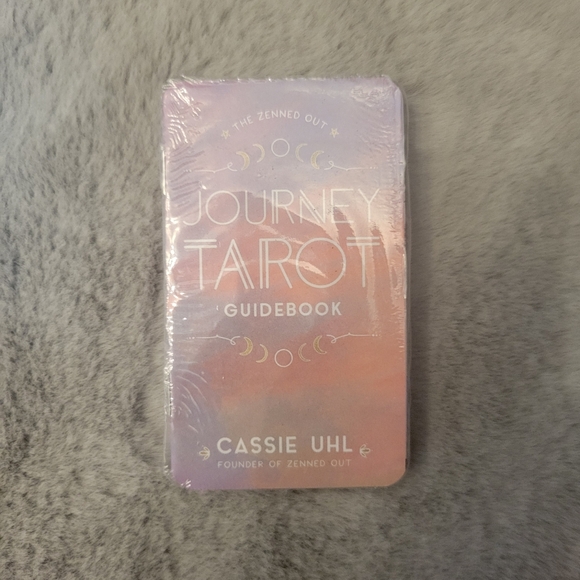 THE ZENNED OUT
JOURNEY
TAROT
GUIDEBOOK
CASSIE UHL
FOUNDER OF ZENNED OUT